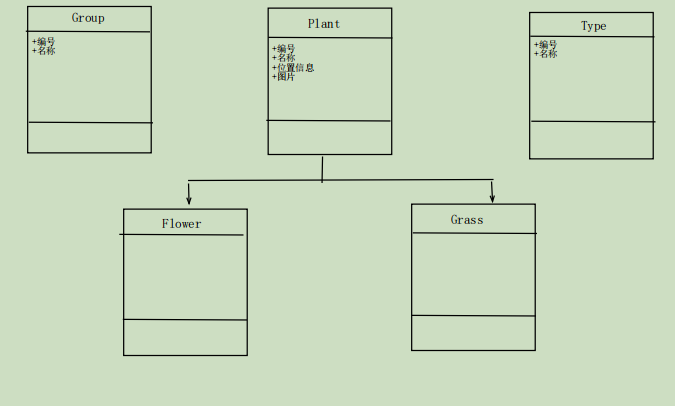 Group
+编号
+名称
Plant
+编号
+名称
+位置信息
+图片
Type
+编号
+名称
Flower
Grass